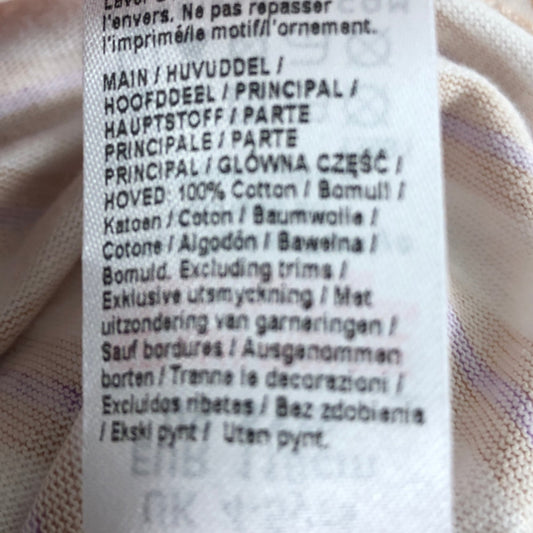 l'envers. Ne pas repasser
l'imprimé/le motif/l'ornement.
MAIN / HUVUDDEL /
HOOFDDEEL / PRINCIPAL /
HAUPTSTOFF / PARTE
PRINCIPALE / PARTE
PRINCIPAL / GLÓWNA CZĘŚĆ /
HOVED: 100% Cotton / Bomull /
Katoen / Coton / Baumwolle /
Cotone / Algodón / Bawełna /
Bomuld. Excluding trims /
Exklusive utsmyckning / Met
uitzondering van garneringen /
Sauf bordures / Ausgenommen
borten / Tranne le decorazioni /
Excluidos ribetes / Bez zdobienia
/ Ekskl pynt / Uten pynt.